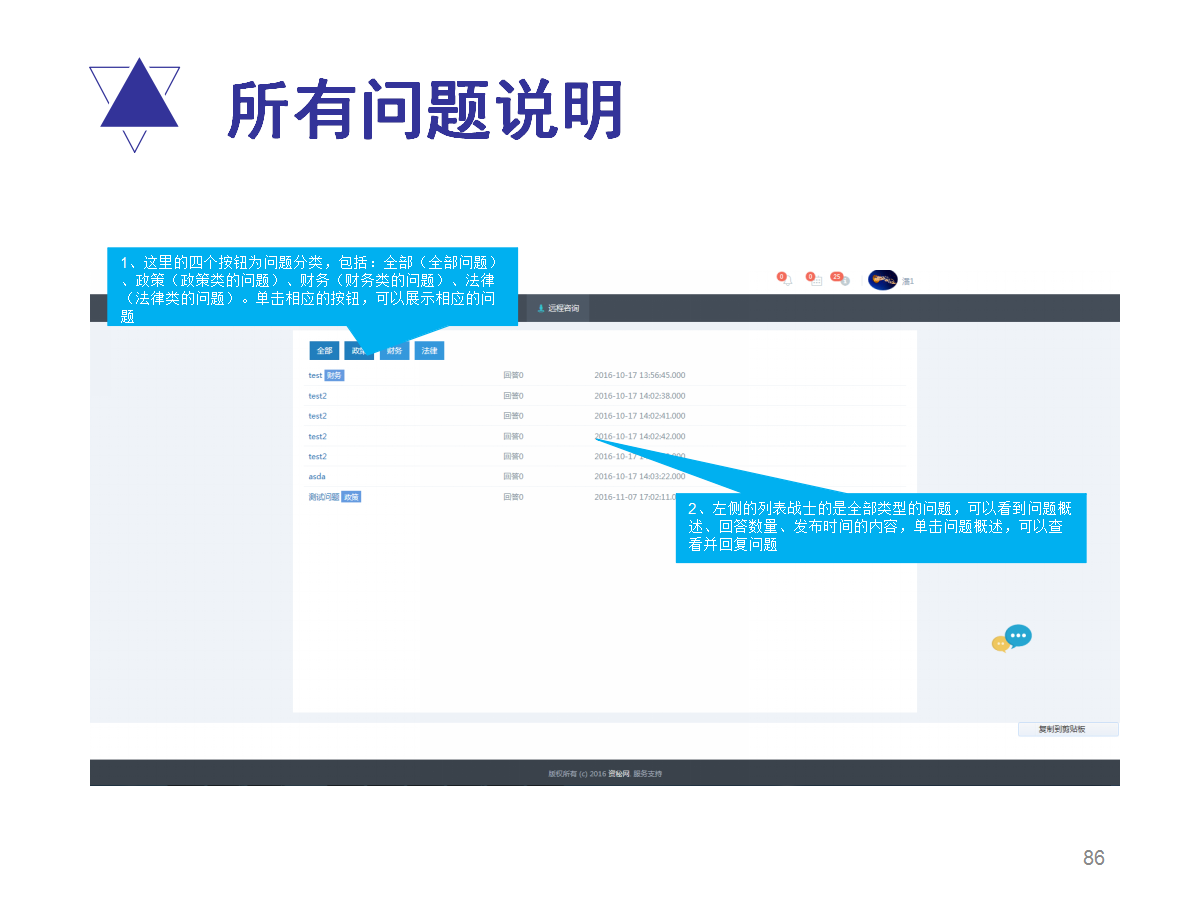 所有问题说明
1、这里的四个按钮为问题分类，包括：全部（全部问题）
、政策（政策类的问题）、财务（财务类的问题）、法律
（法律类的问题）。单击相应的按钮，可以展示相应的问
题
0
0
25
远程咨询
全部
财务
法律
test 财务 回答0 2016-10-17 13:56:45.000
test2 回答0 2016-10-17 14:02:38.000
test2 回答0 2016-10-17 14:02:41.000
test2 回答0 2016-10-17 14:02:42.000
test2 回答0
asda 回答0 2016-10-17 14:03:22.000
测试问题 政策 回答0 2016-11-07 17:02:11.0
2、左侧的列表战士的是全部类型的问题，可以看到问题概
述、回答数量、发布时间的内容，单击问题概述，可以查
看并回复问题
复制到剪贴板
版权所有 (c) 2016 资秘网. 服务支持
86